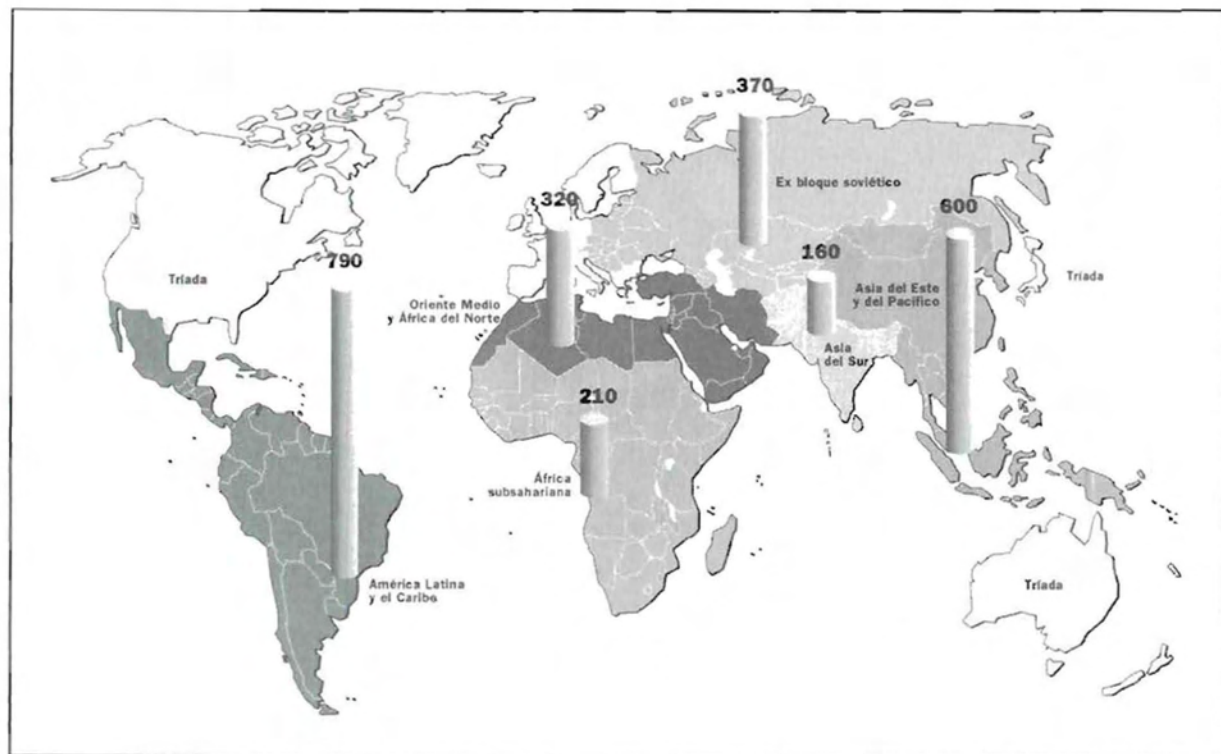 370
Ex bloque soviético
320
600
790
160
Tríada
Tríada
Oriente Medio
y África del Norte
Asia del Este
y del Pacífico
Asia
del Sur
210
África
subsahariana
América Latina
y el Caribe
Tríada